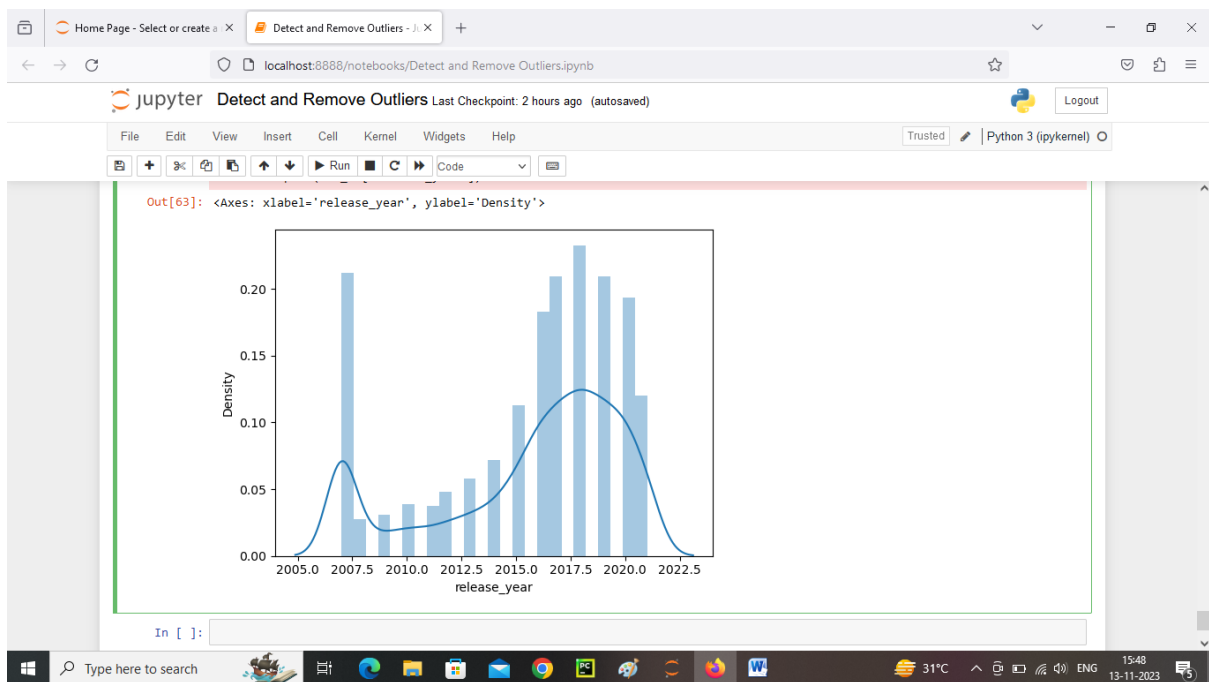 Home Page - Select or create a
Detect and Remove Outliers - Ju
localhost:8888/notebooks/Detect and Remove Outliers.ipynb
jupyter Detect and Remove Outliers Last Checkpoint: 2 hours ago (autosaved)
Logout
File Edit View Insert Cell Kernel Widgets Help
Trusted Python 3 (ipykernel)
Run Code
Out[63]: <Axes: xlabel='release_year', ylabel='Density'>
0.20
0.15
0.10
0.05
0.00
Density
2005.0 2007.5 2010.0 2012.5 2015.0 2017.5 2020.0 2022.5
release_year
In [ ]:
Type here to search
PC
W
31°C
ENG
15:48
13-11-2023
5